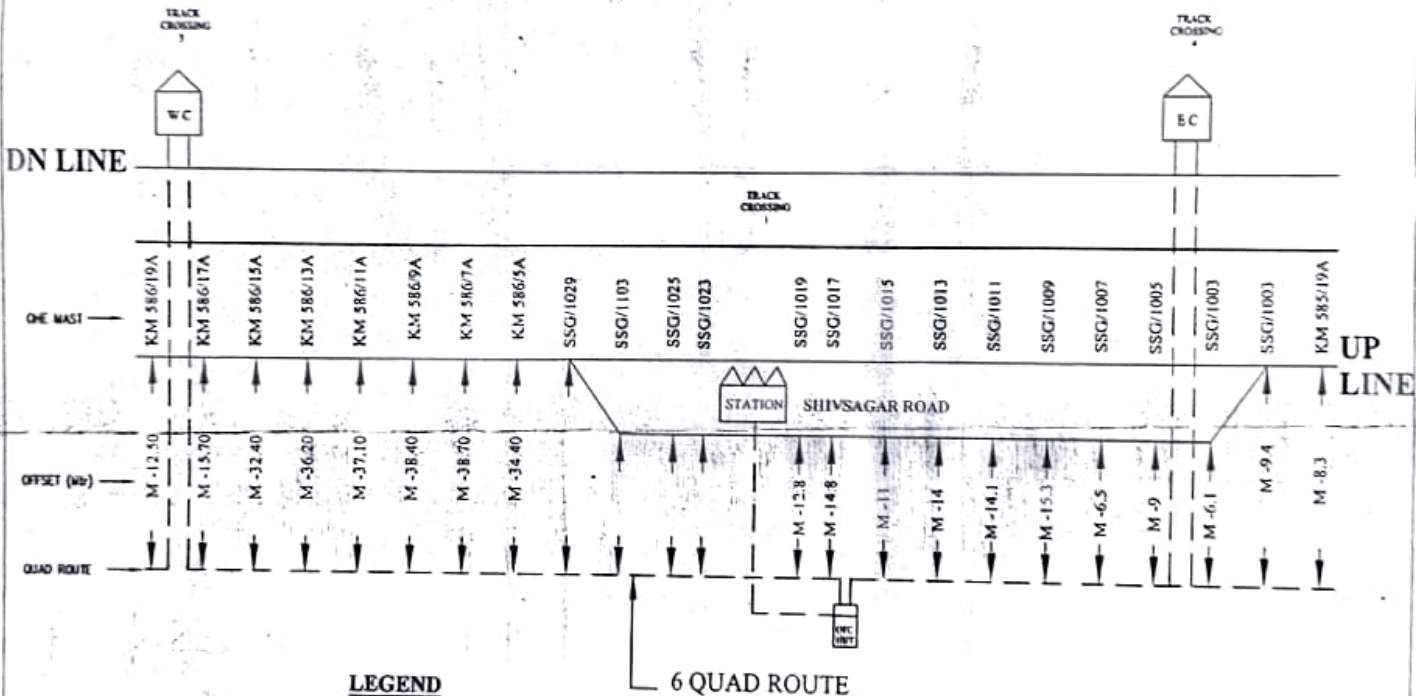 TRACK
CROSSING
3
TRACK
CROSSING
4
WC
EC
DN LINE
TRACK
CROSSING
1
OHE MAST
KM 586/19A
KM 586/17A
KM 586/15A
KM 586/13A
KM 586/11A
KM 586/9A
KM 586/7A
KM 586/5A
SSG/1029
SSG/1103
SSG/1025
SSG/1023
SSG/1019
SSG/1017
SSG/1015
SSG/1013
SSG/1011
SSG/1009
SSG/1007
SSG/1005
SSG/1003
SSG/1003
KM 585/19A
UP
LINE
STATION
SHIVSAGAR ROAD
OFFSET (Mtr)
M -12.50
M -15.70
M -32.40
M -36.20
M -37.10
M -38.40
M -38.70
M -34.40
M -12.8
M -14.8
M -11
M -14
M -14.1
M -15.3
M -6.5
M -9
M -6.1
M -9.4
M -8.3
QUAD ROUTE
OFC
HUT
LEGEND
6 QUAD ROUTE